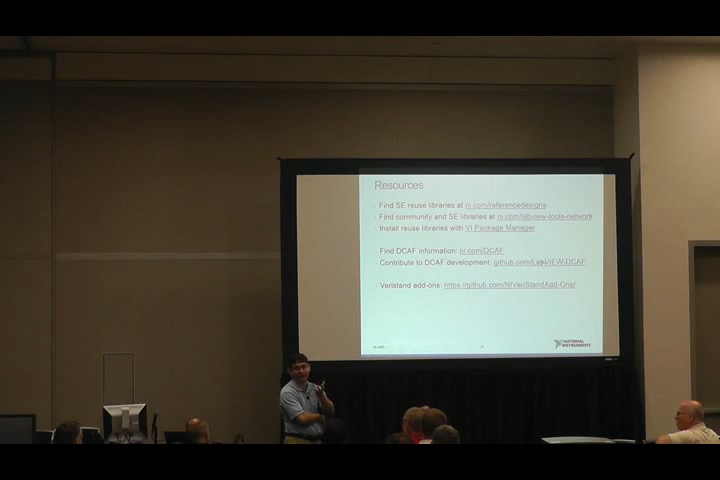 Resources
Find SE reuse libraries at ni.com/referencedesigns
Find community and SE libraries at ni.com/labview-tools-network
Install reuse libraries with VI Package Manager
Find DCAF information: ni.com/DCAF
Contribute to DCAF development: github.com/LabVIEW-DCAF
Veristand add-ons: https://github.com/NIVeriStandAdd-Ons/
ni.com
NATIONAL
INSTRUMENTS